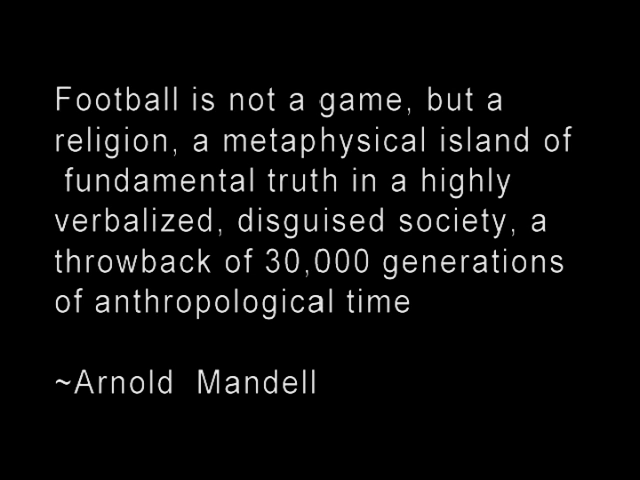 Football is not a game, but a
religion, a metaphysical island of
fundamental truth in a highly
verbalized, disguised society, a
throwback of 30,000 generations
of anthropological time
~Arnold Mandell